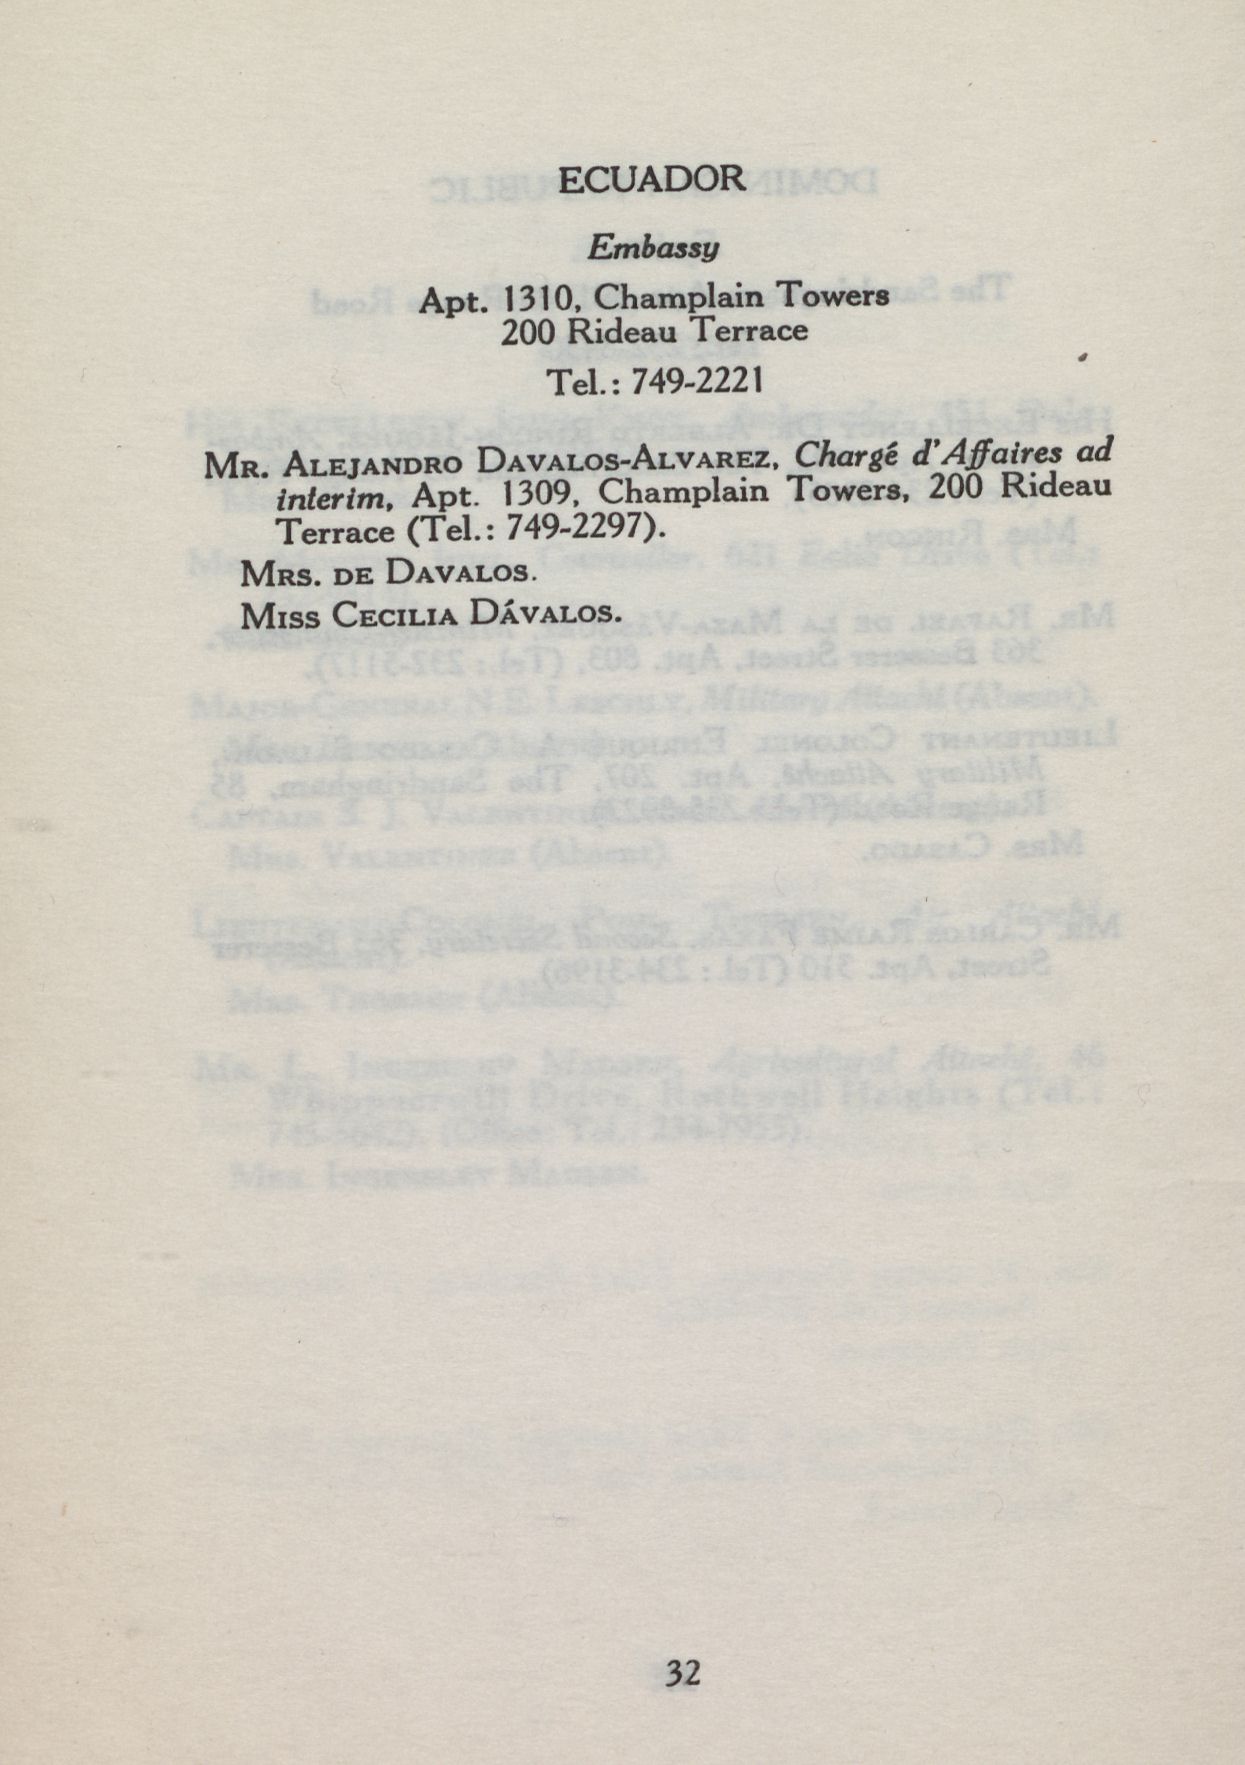 ECUADOR
Embassy
Apt. 1310, Champlain Towers
200 Rideau Terrace
Tel.: 749-2221
MR. ALEJANDRO DAVALOS-ALVAREZ, Chargé d'Affaires ad
interim, Apt. 1309, Champlain Towers, 200 Rideau
Terrace (Tel.: 749-2297).
MRS. DE DAVALOS.
MISS CECILIA DÁVALOS.
32